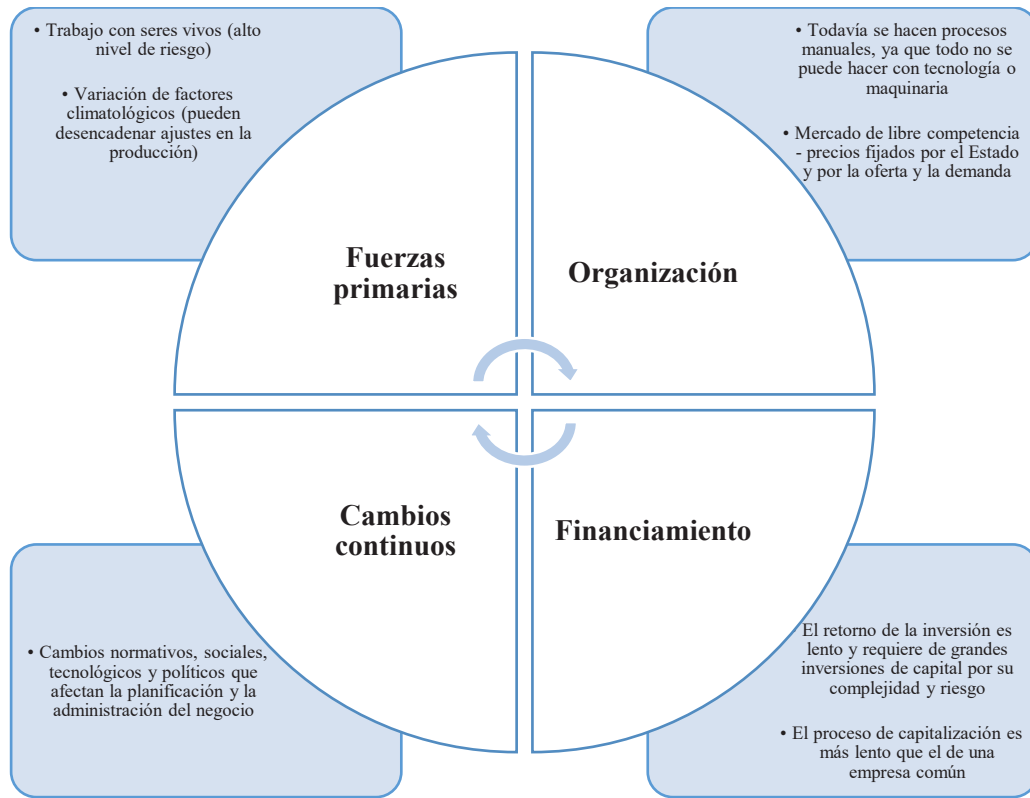 • Trabajo con seres vivos (alto
nivel de riesgo)
• Variación de factores
climatológicos (pueden
desencadenar ajustes en la
producción)
• Todavía se hacen procesos
manuales, ya que todo no se
puede hacer con tecnología o
maquinaria
• Mercado de libre competencia
- precios fijados por el Estado
y por la oferta y la demanda
Fuerzas
primarias
Organización
Cambios
continuos
Financiamiento
• Cambios normativos, sociales,
tecnológicos y políticos que
afectan la planificación y la
administración del negocio
El retorno de la inversión es
lento y requiere de grandes
inversiones de capital por su
complejidad y riesgo
• El proceso de capitalización es
más lento que el de una
empresa común